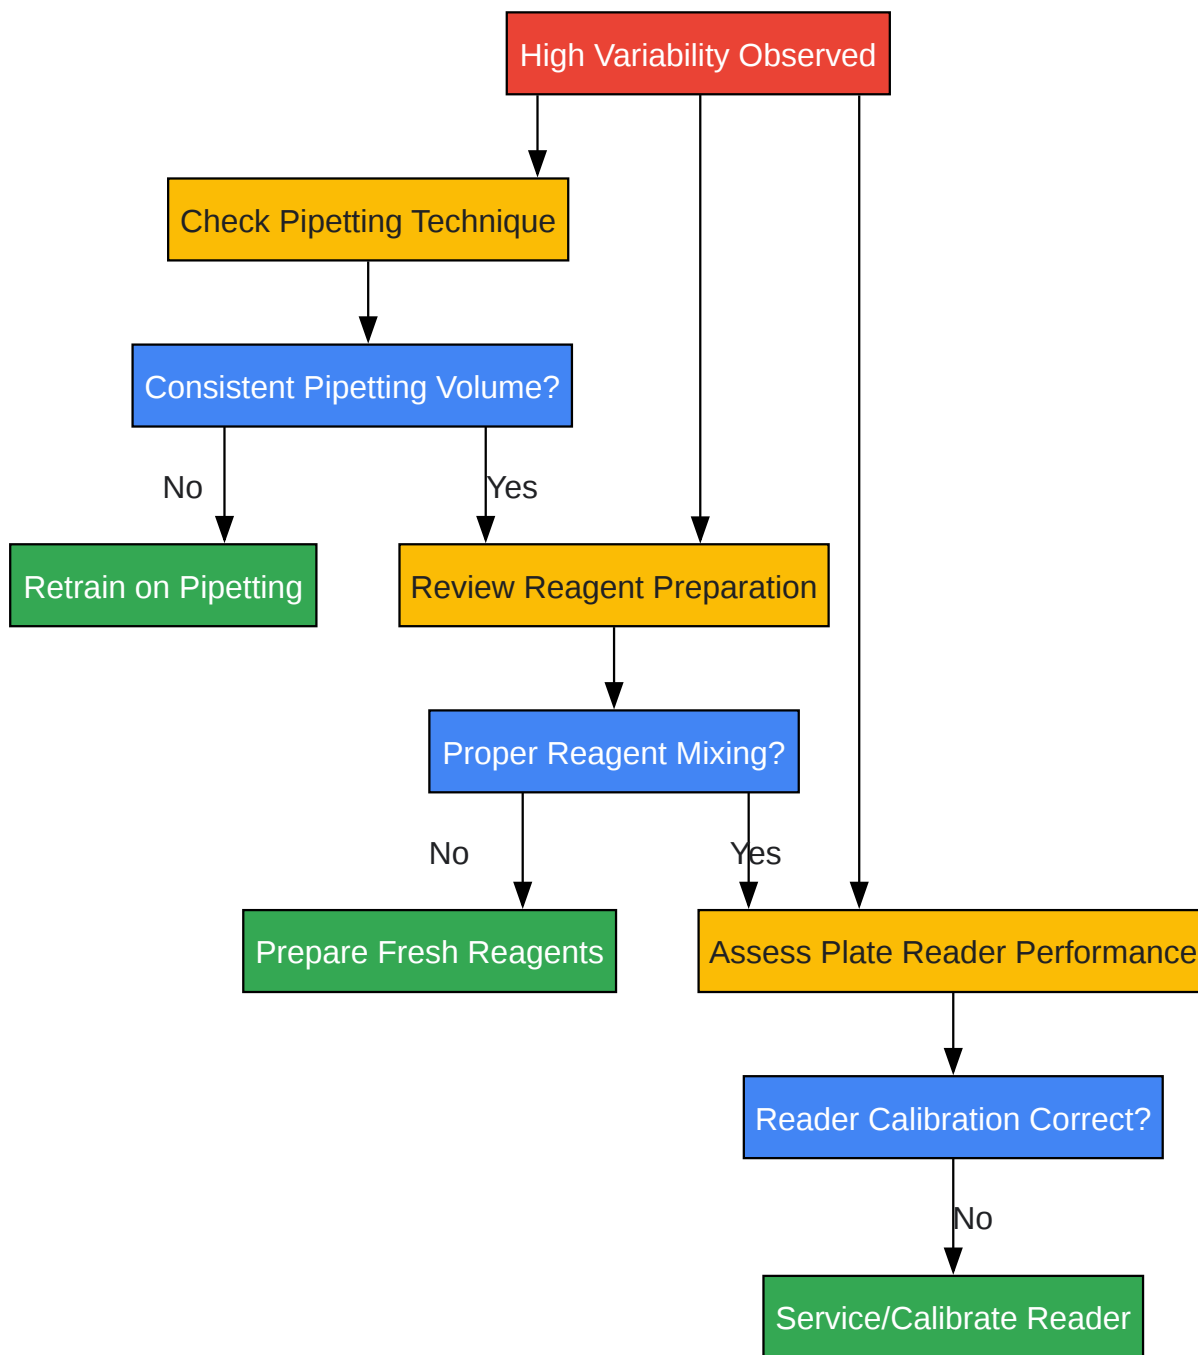 High Variability Observed
Check Pipetting Technique
Consistent Pipetting Volume?
No
Yes
Retrain on Pipetting
Review Reagent Preparation
Proper Reagent Mixing?
No
Yes
Prepare Fresh Reagents
Assess Plate Reader Performance
Reader Calibration Correct?
No
Service/Calibrate Reader